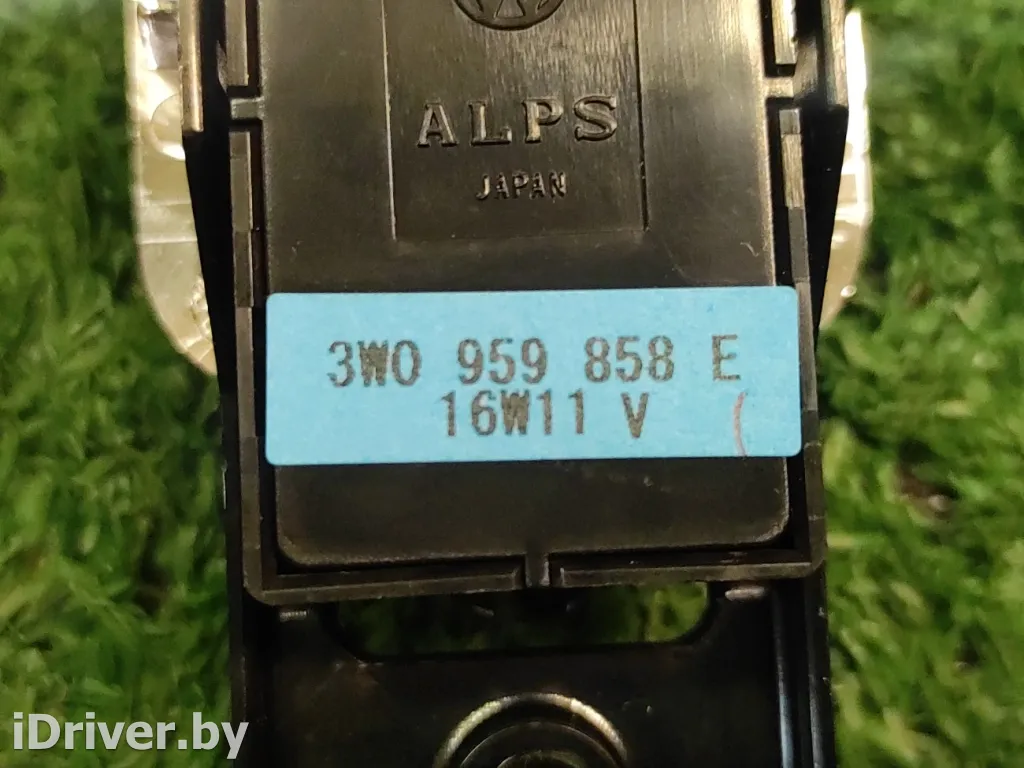 ALPS
JAPAN
3W0 959 858 E
16W11 V
iDriver.by